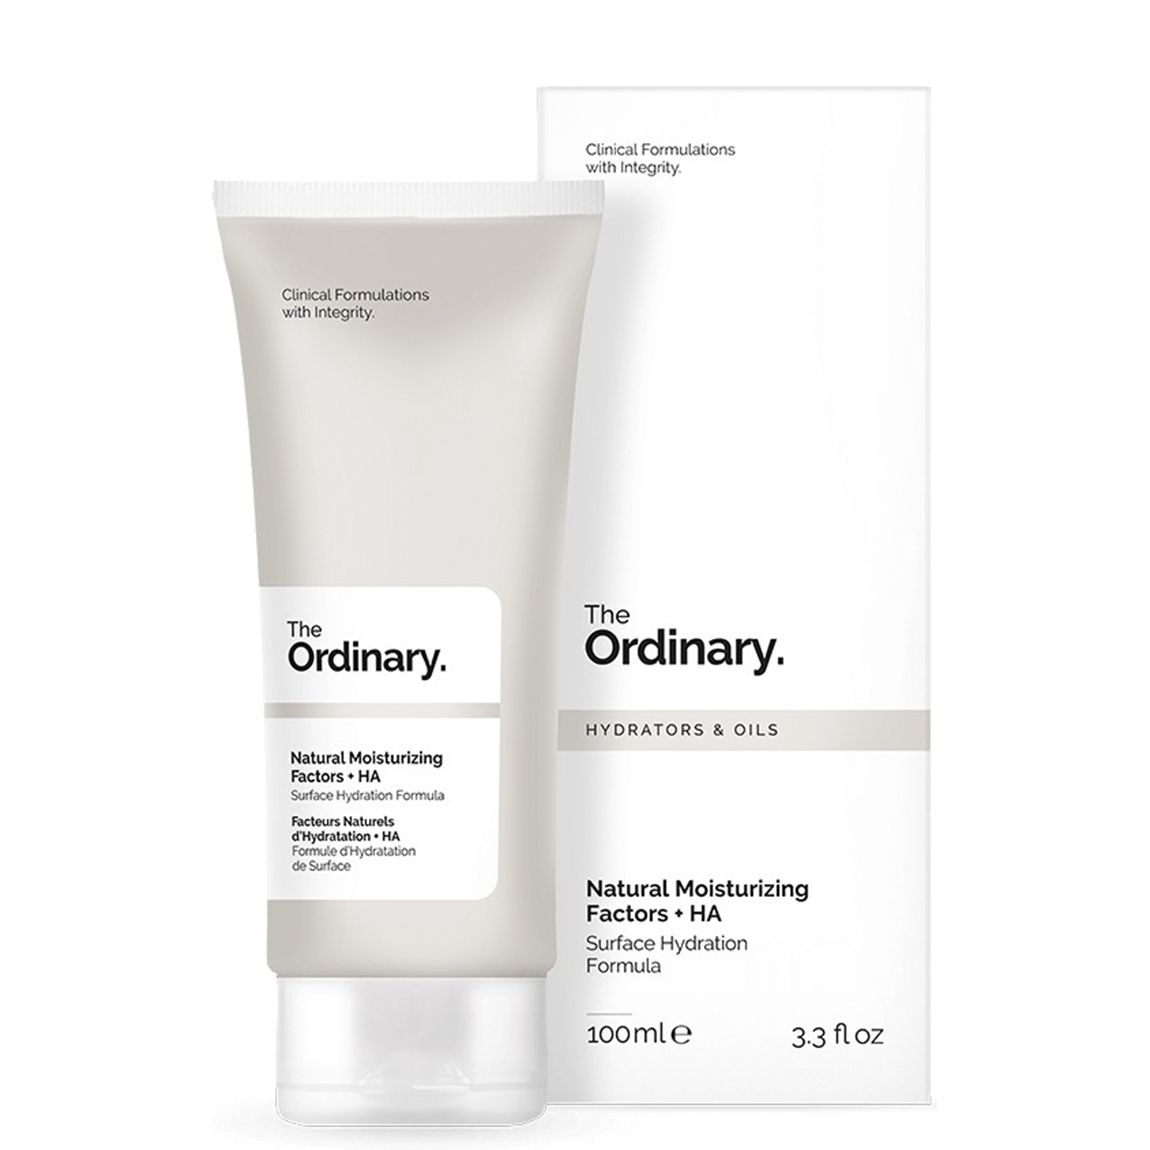 Clinical Formulations
with Integrity.
The
Ordinary.
Natural Moisturizing
Factors + HA
Surface Hydration Formula
Facteurs Naturels
d'Hydratation + HA
Formule d'Hydratation
de Surface
Clinical Formulations
with Integrity.
The
Ordinary.
HYDRATORS & OILS
Natural Moisturizing
Factors + HA
Surface Hydration
Formula
100ml ℮ 3.3 fl oz